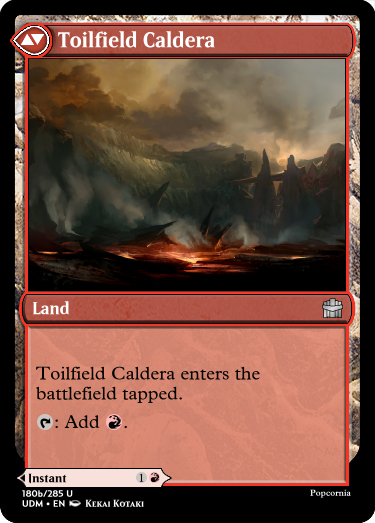 Toilfield Caldera
Land
Toilfield Caldera enters the
battlefield tapped.
: Add .
Instant 1
180b/285 U
UDM • EN Kekai Kotaki
Popcornia